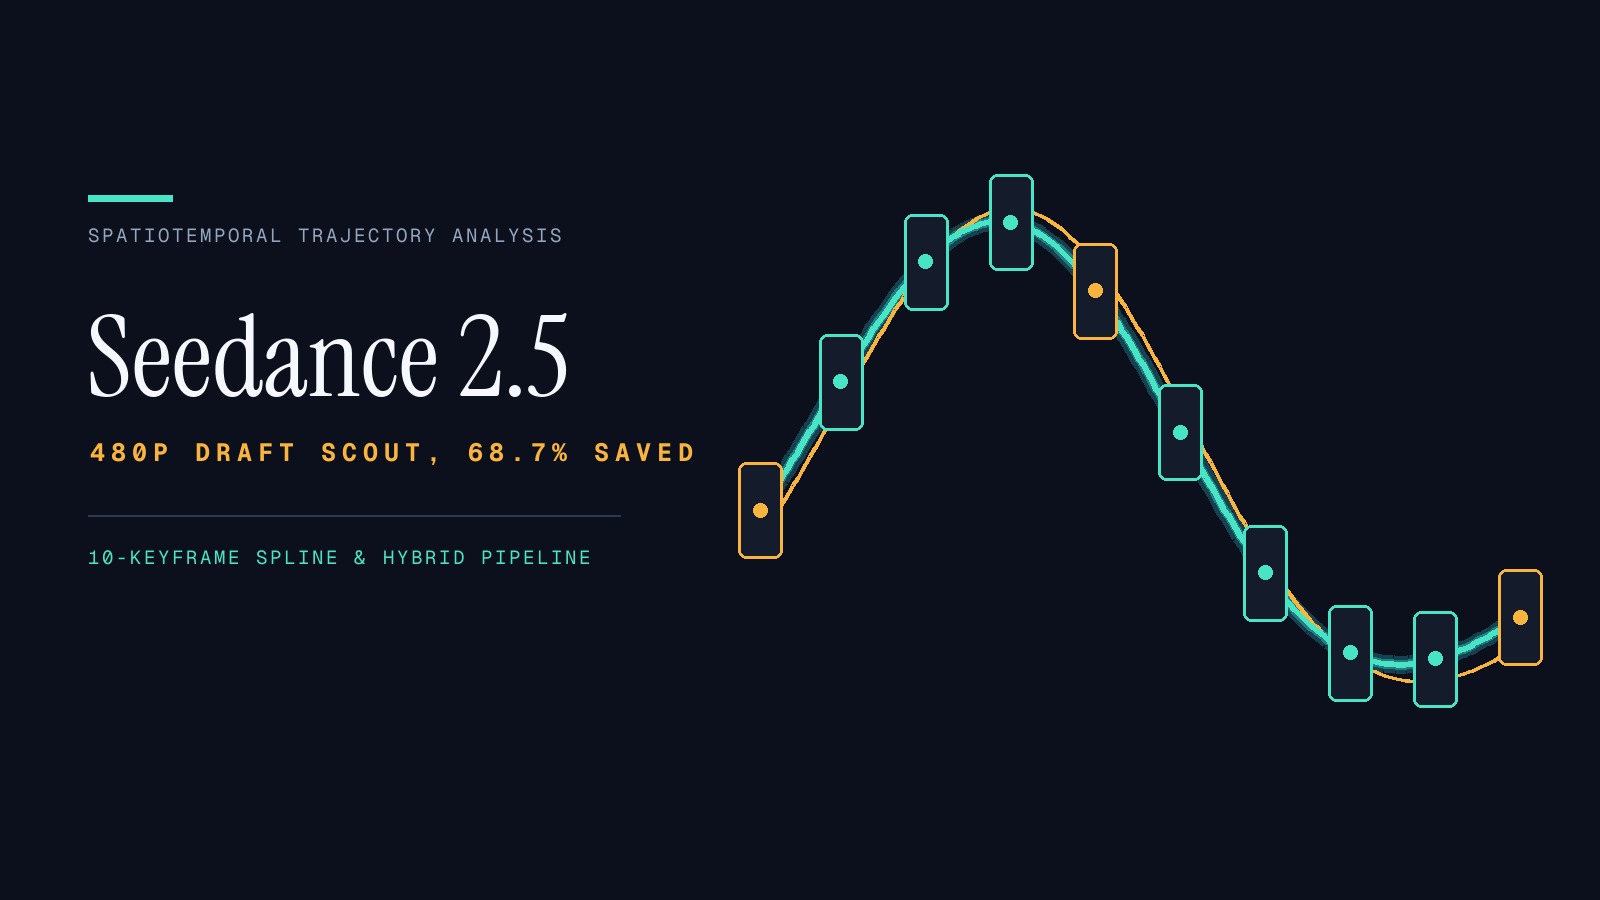 SPATIOTEMPORAL TRAJECTORY ANALYSIS
Seedance 2.5
480P DRAFT SCOUT, 68.7% SAVED
10-KEYFRAME SPLINE & HYBRID PIPELINE